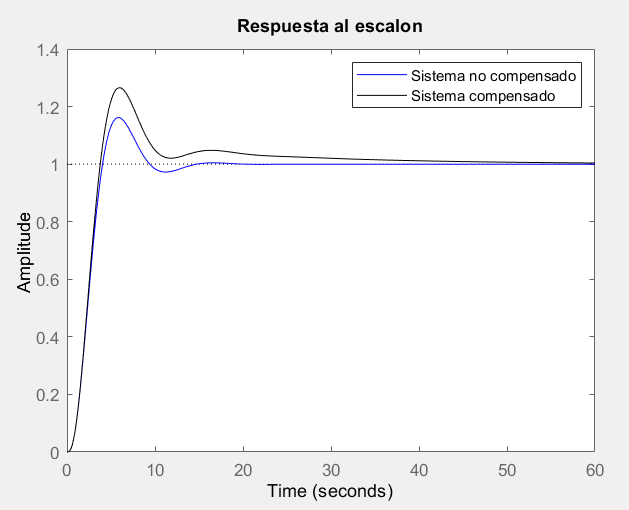 Respuesta al escalon
Sistema no compensado
Sistema compensado
1.4
1.2
1
0.8
0.6
0.4
0.2
0
Amplitude
0 10 20 30 40 50 60
Time (seconds)